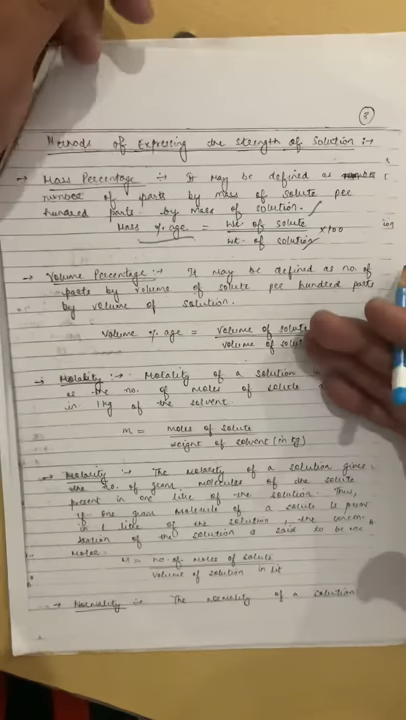 3
Methods of Expressing the strength of Solution :-
→ Mass Percentage :- It may be defined as
number of parts by mass of solute per
hundred parts by mass of solution.
Mass % age = wt. of solute
wt. of solution × 100
→ Volume Percentage :- It may be defined as no. of
parts by volume of solute per hundred parts
by volume of solution.
Volume % age = volume of solute
volume of
→ Molality :- Molality of a solution
as the no. of moles of solute
in 1 kg of the solvent.
m = moles of solute
weight of solvent (in kg)
→ Molarity :- The molarity of a solution gives
the no. of gram molecules of the solute
present in one litre of the solution. Thus,
if one gram molecule of a solute is
in 1 litre of the solution, the concen-
tration of the solution is said to be one
molar.
M = no. of moles of solute
volume of solution in lit
→ Normality :- The normality of a solution